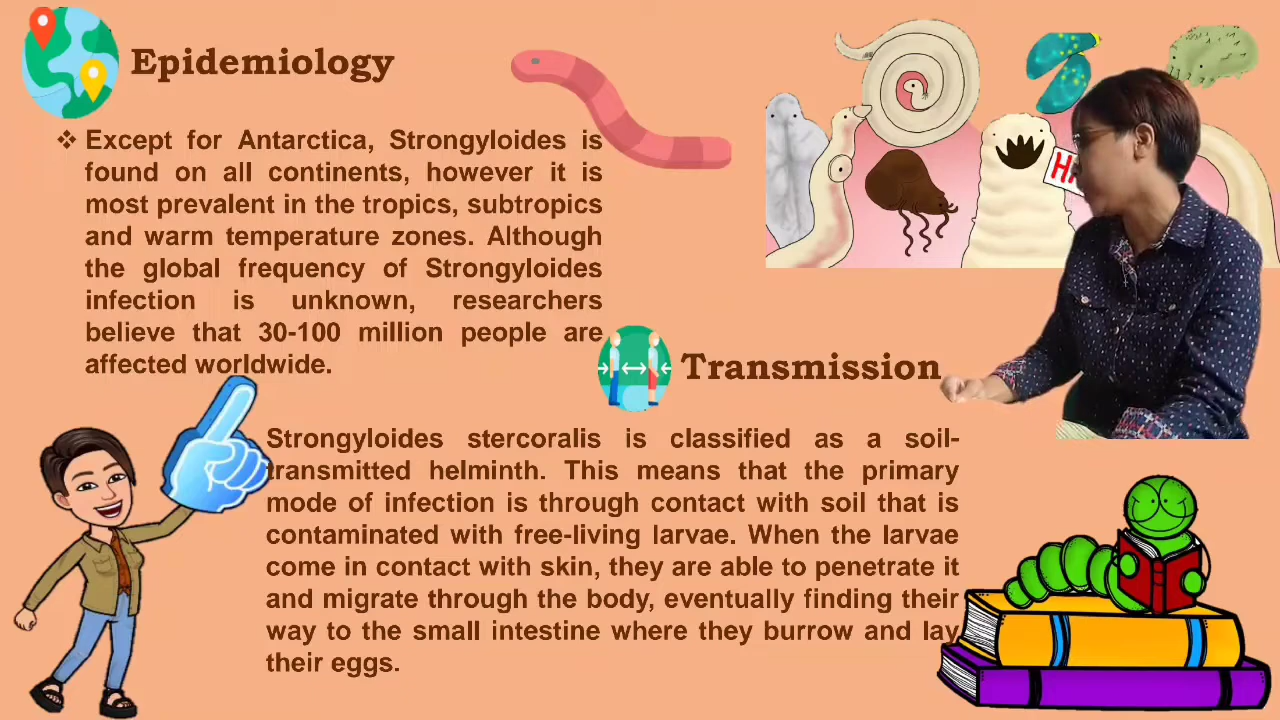 Epidemiology
❖ Except for Antarctica, Strongyloides is
found on all continents, however it is
most prevalent in the tropics, subtropics
and warm temperature zones. Although
the global frequency of Strongyloides
infection is unknown, researchers
believe that 30-100 million people are
affected worldwide.
Transmission
Strongyloides stercoralis is classified as a soil-
transmitted helminth. This means that the primary
mode of infection is through contact with soil that is
contaminated with free-living larvae. When the larvae
come in contact with skin, they are able to penetrate it
and migrate through the body, eventually finding their
way to the small intestine where they burrow and lay
their eggs.